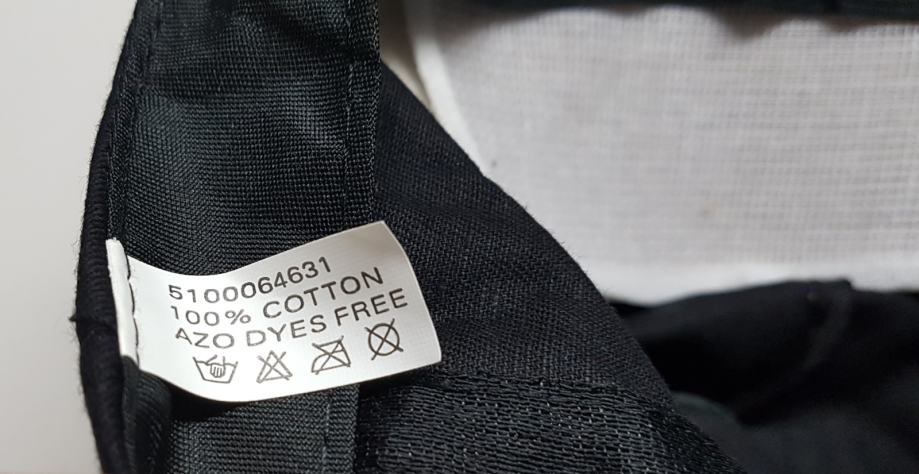 5100064631
100% COTTON
AZO DYES FREE